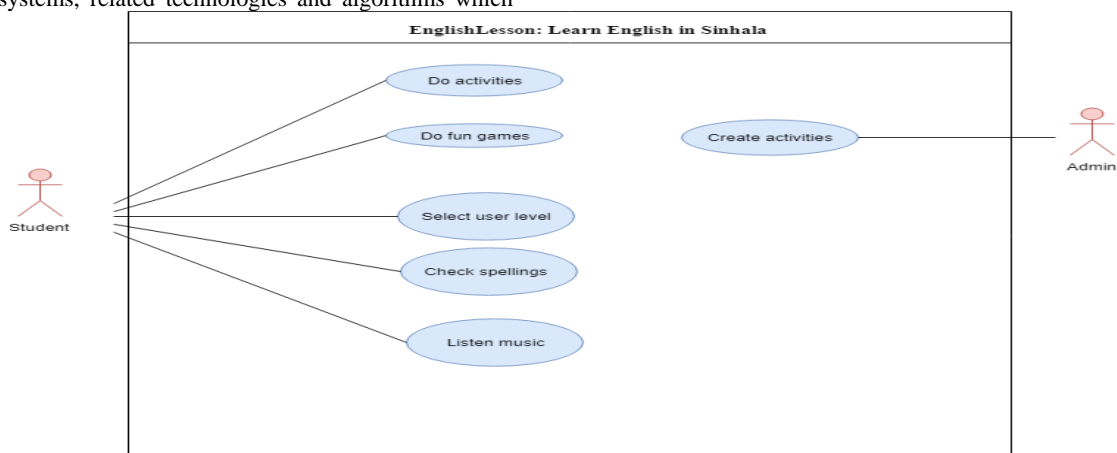 systems, related technologies and algorithms which
EnglishLesson: Learn English in Sinhala
Do activities
Do fun games
Create activities
Admin
Select user level
Student
Check spellings
Listen music